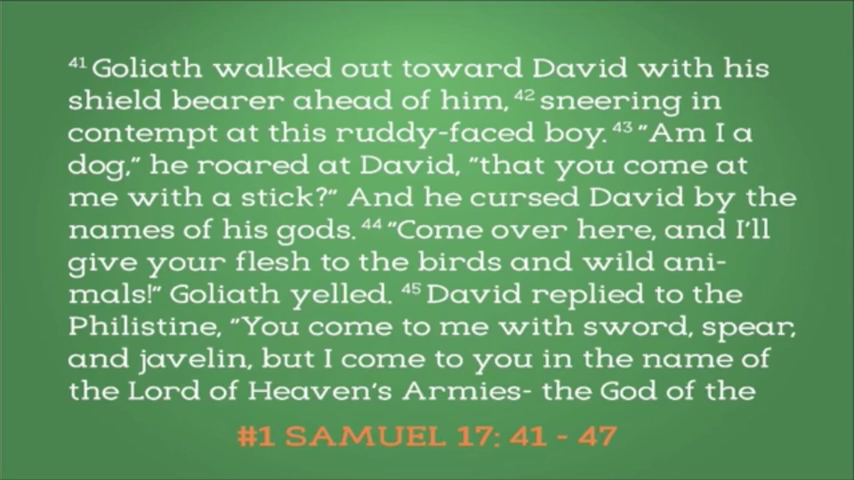 ⁴¹ Goliath walked out toward David with his
shield bearer ahead of him, ⁴² sneering in
contempt at this ruddy-faced boy. ⁴³ "Am I a
dog," he roared at David, "that you come at
me with a stick?" And he cursed David by the
names of his gods. ⁴⁴ "Come over here, and I'll
give your flesh to the birds and wild ani-
mals!" Goliath yelled. ⁴⁵ David replied to the
Philistine, "You come to me with sword, spear,
and javelin, but I come to you in the name of
the Lord of Heaven's Armies- the God of the
#1 SAMUEL 17: 41 - 47